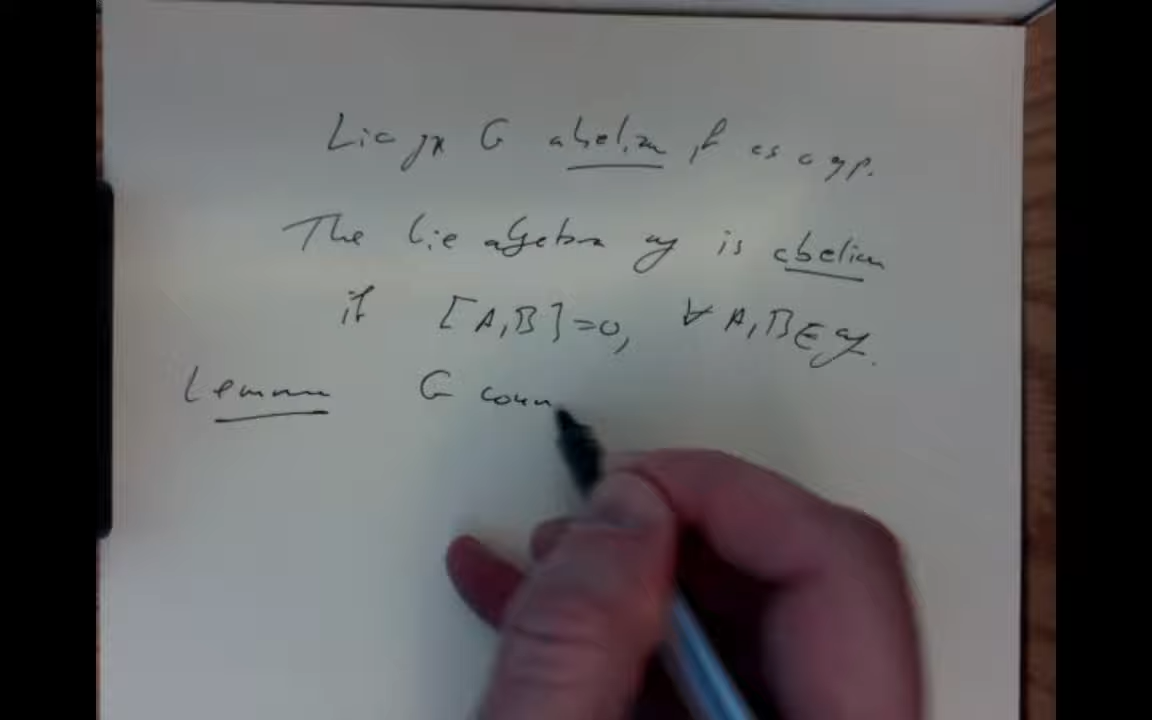 Lie gp G abelian if as a gp.
The Lie algebra 𝔤 is abelian
if [A,B]=0, ∀ A,B∈𝔤.
Lemma G conn